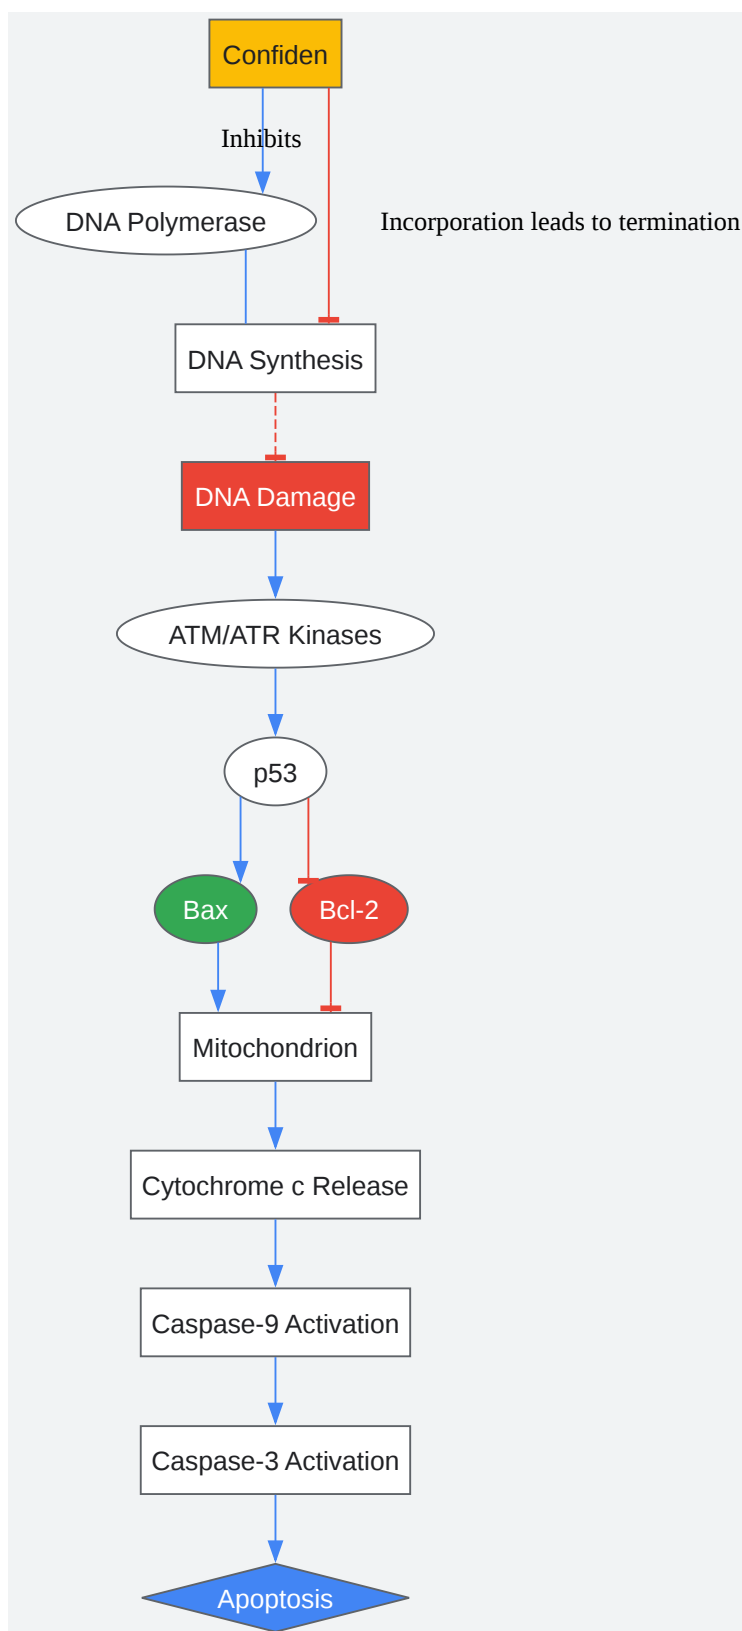 Confiden
Inhibits
DNA Polymerase
Incorporation leads to termination
DNA Synthesis
DNA Damage
ATM/ATR Kinases
p53
Bax
Bcl-2
Mitochondrion
Cytochrome c Release
Caspase-9 Activation
Caspase-3 Activation
Apoptosis